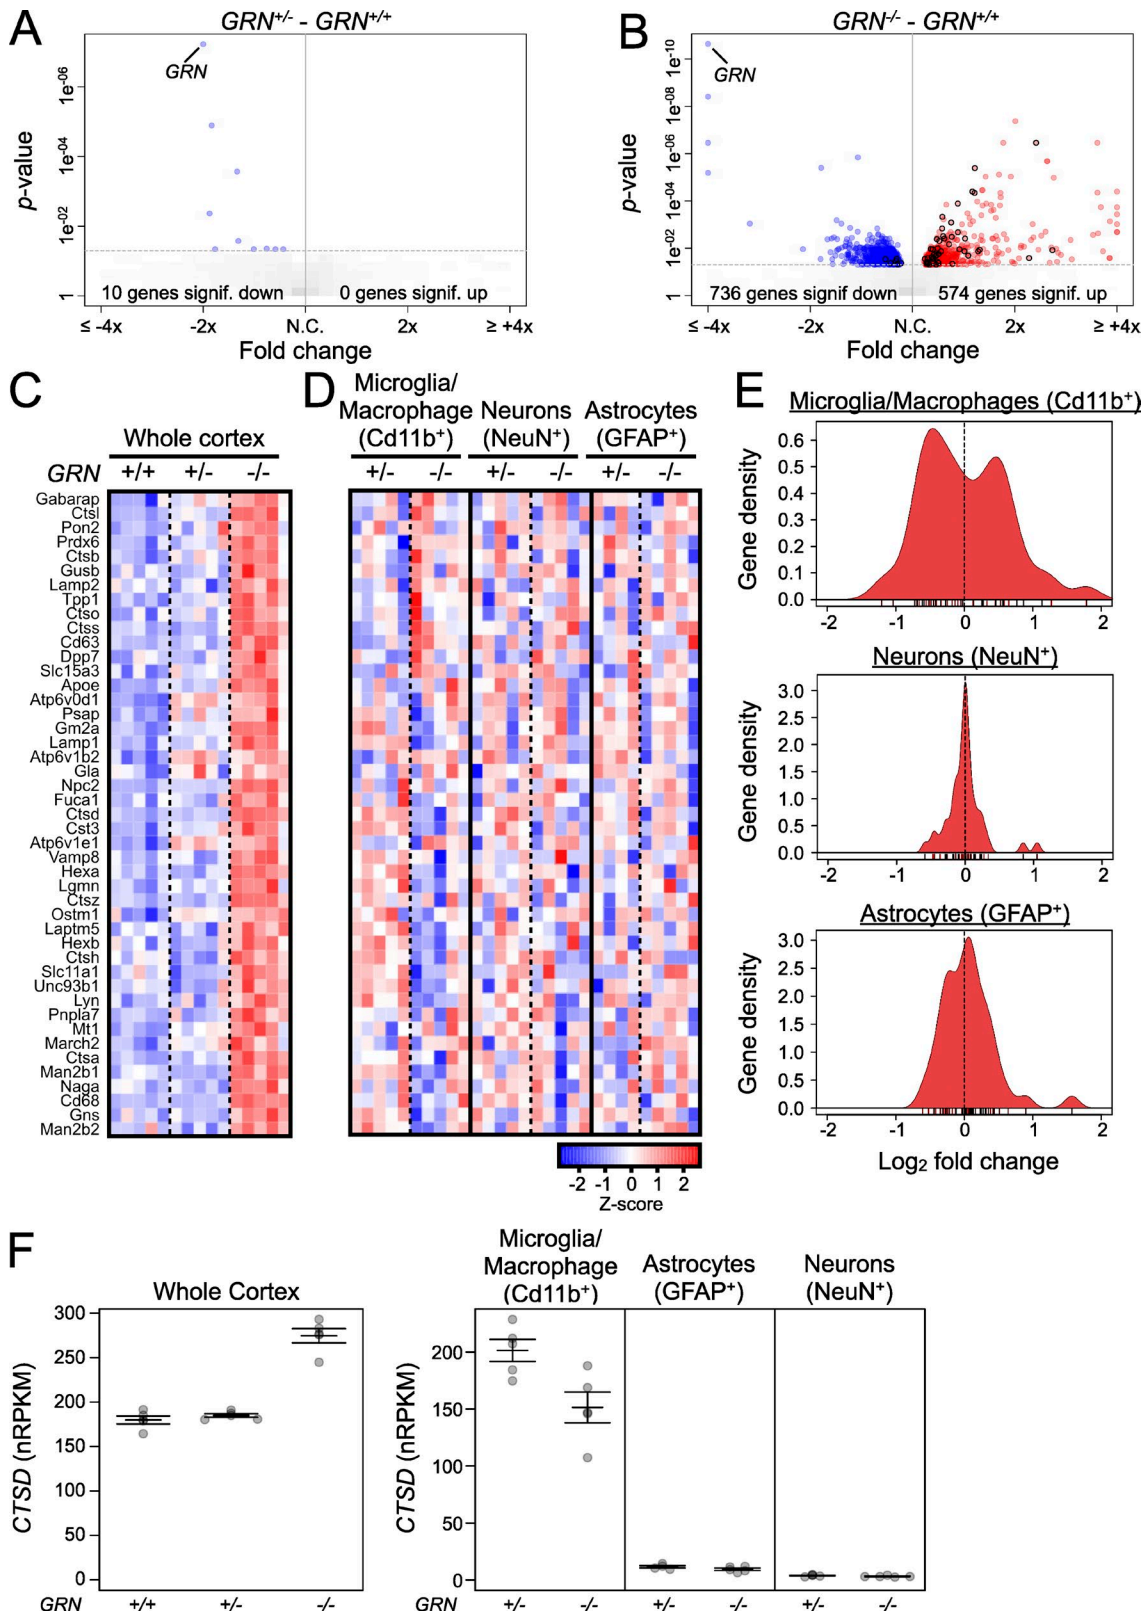 A
GRN+/- - GRN+/+
GRN
p-value
1e-06
1e-04
1e-02
1
10 genes signif. down
0 genes signif. up
≤ -4x
-2x
N.C.
2x
≥ +4x
Fold change
B
GRN-/- - GRN+/+
GRN
p-value
1e-10
1e-08
1e-06
1e-04
1e-02
1
736 genes signif down
574 genes signif. up
≤ -4x
-2x
N.C.
2x
≥ +4x
Fold change
C
Whole cortex
GRN +/+ +/- -/-
Gabarap
Ctsl
Pon2
Prdx6
Ctsb
Gusb
Lamp2
Tpp1
Ctso
Ctss
Cd63
Dpp7
Slc15a3
Apoe
Atp6v0d1
Psap
Gm2a
Lamp1
Atp6v1b2
Gla
Npc2
Fuca1
Ctsd
Cst3
Atp6v1e1
Vamp8
Hexa
Lgmn
Ctsz
Ostm1
Laptm5
Hexb
Ctsh
Slc11a1
Unc93b1
Lyn
Pnpla7
Mt1
March2
Ctsa
Man2b1
Naga
Cd68
Gns
Man2b2
D
Microglia/
Macrophage
(Cd11b+)
Neurons
(NeuN+)
Astrocytes
(GFAP+)
+/- -/- +/- -/- +/- -/-
-2 -1 0 1 2
Z-score
E
Microglia/Macrophages (Cd11b+)
Gene density
0.6
0.5
0.4
0.3
0.2
0.1
0.0
-2 -1 0 1 2
Neurons (NeuN+)
Gene density
3.0
2.5
2.0
1.5
1.0
0.5
0.0
-2 -1 0 1 2
Astrocytes (GFAP+)
Gene density
3.0
2.5
2.0
1.5
1.0
0.5
0.0
-2 -1 0 1 2
Log2 fold change
F
Whole Cortex
CTSD (nRPKM)
300
250
200
150
100
50
0
GRN +/+ +/- -/-
Microglia/
Macrophage
(Cd11b+)
Astrocytes
(GFAP+)
Neurons
(NeuN+)
CTSD (nRPKM)
200
150
100
50
0
GRN +/- -/- +/- -/- +/- -/-